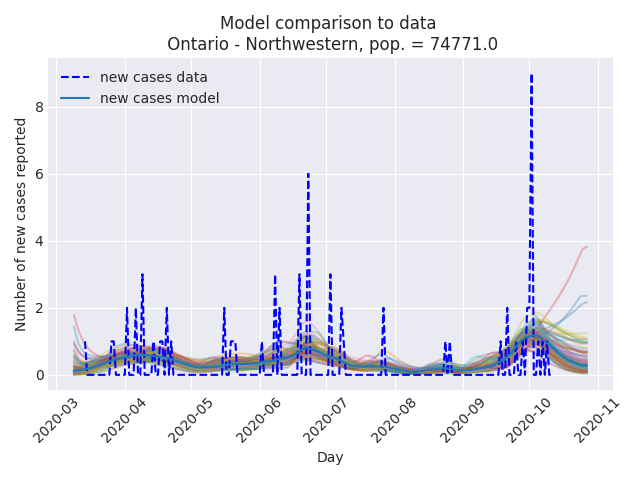 Model comparison to data
Ontario - Northwestern, pop. = 74771.0
new cases data
new cases model
Number of new cases reported
8
6
4
2
0
2020-03
2020-04
2020-05
2020-06
2020-07
2020-08
2020-09
2020-10
2020-11
Day